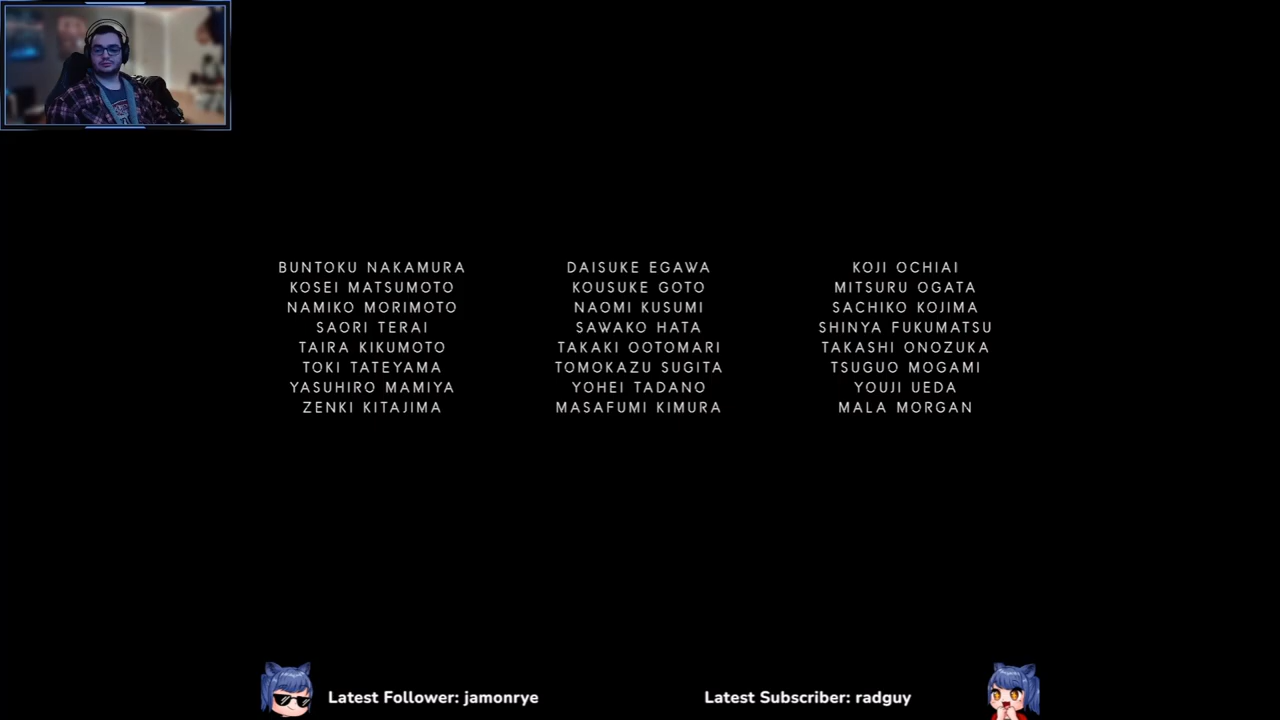 BUNTOKU NAKAMURA
KOSEI MATSUMOTO
NAMIKO MORIMOTO
SAORI TERAI
TAIRA KIKUMOTO
TOKI TATEYAMA
YASUHIRO MAMIYA
ZENKI KITAJIMA
DAISUKE EGAWA
KOUSUKE GOTO
NAOMI KUSUMI
SAWAKO HATA
TAKAKI OOTOMARI
TOMOKAZU SUGITA
YOHEI TADANO
MASAFUMI KIMURA
KOJI OCHIAI
MITSURU OGATA
SACHIKO KOJIMA
SHINYA FUKUMATSU
TAKASHI ONOZUKA
TSUGUO MOGAMI
YOUJI UEDA
MALA MORGAN
Latest Follower: jamonrye
Latest Subscriber: radguy